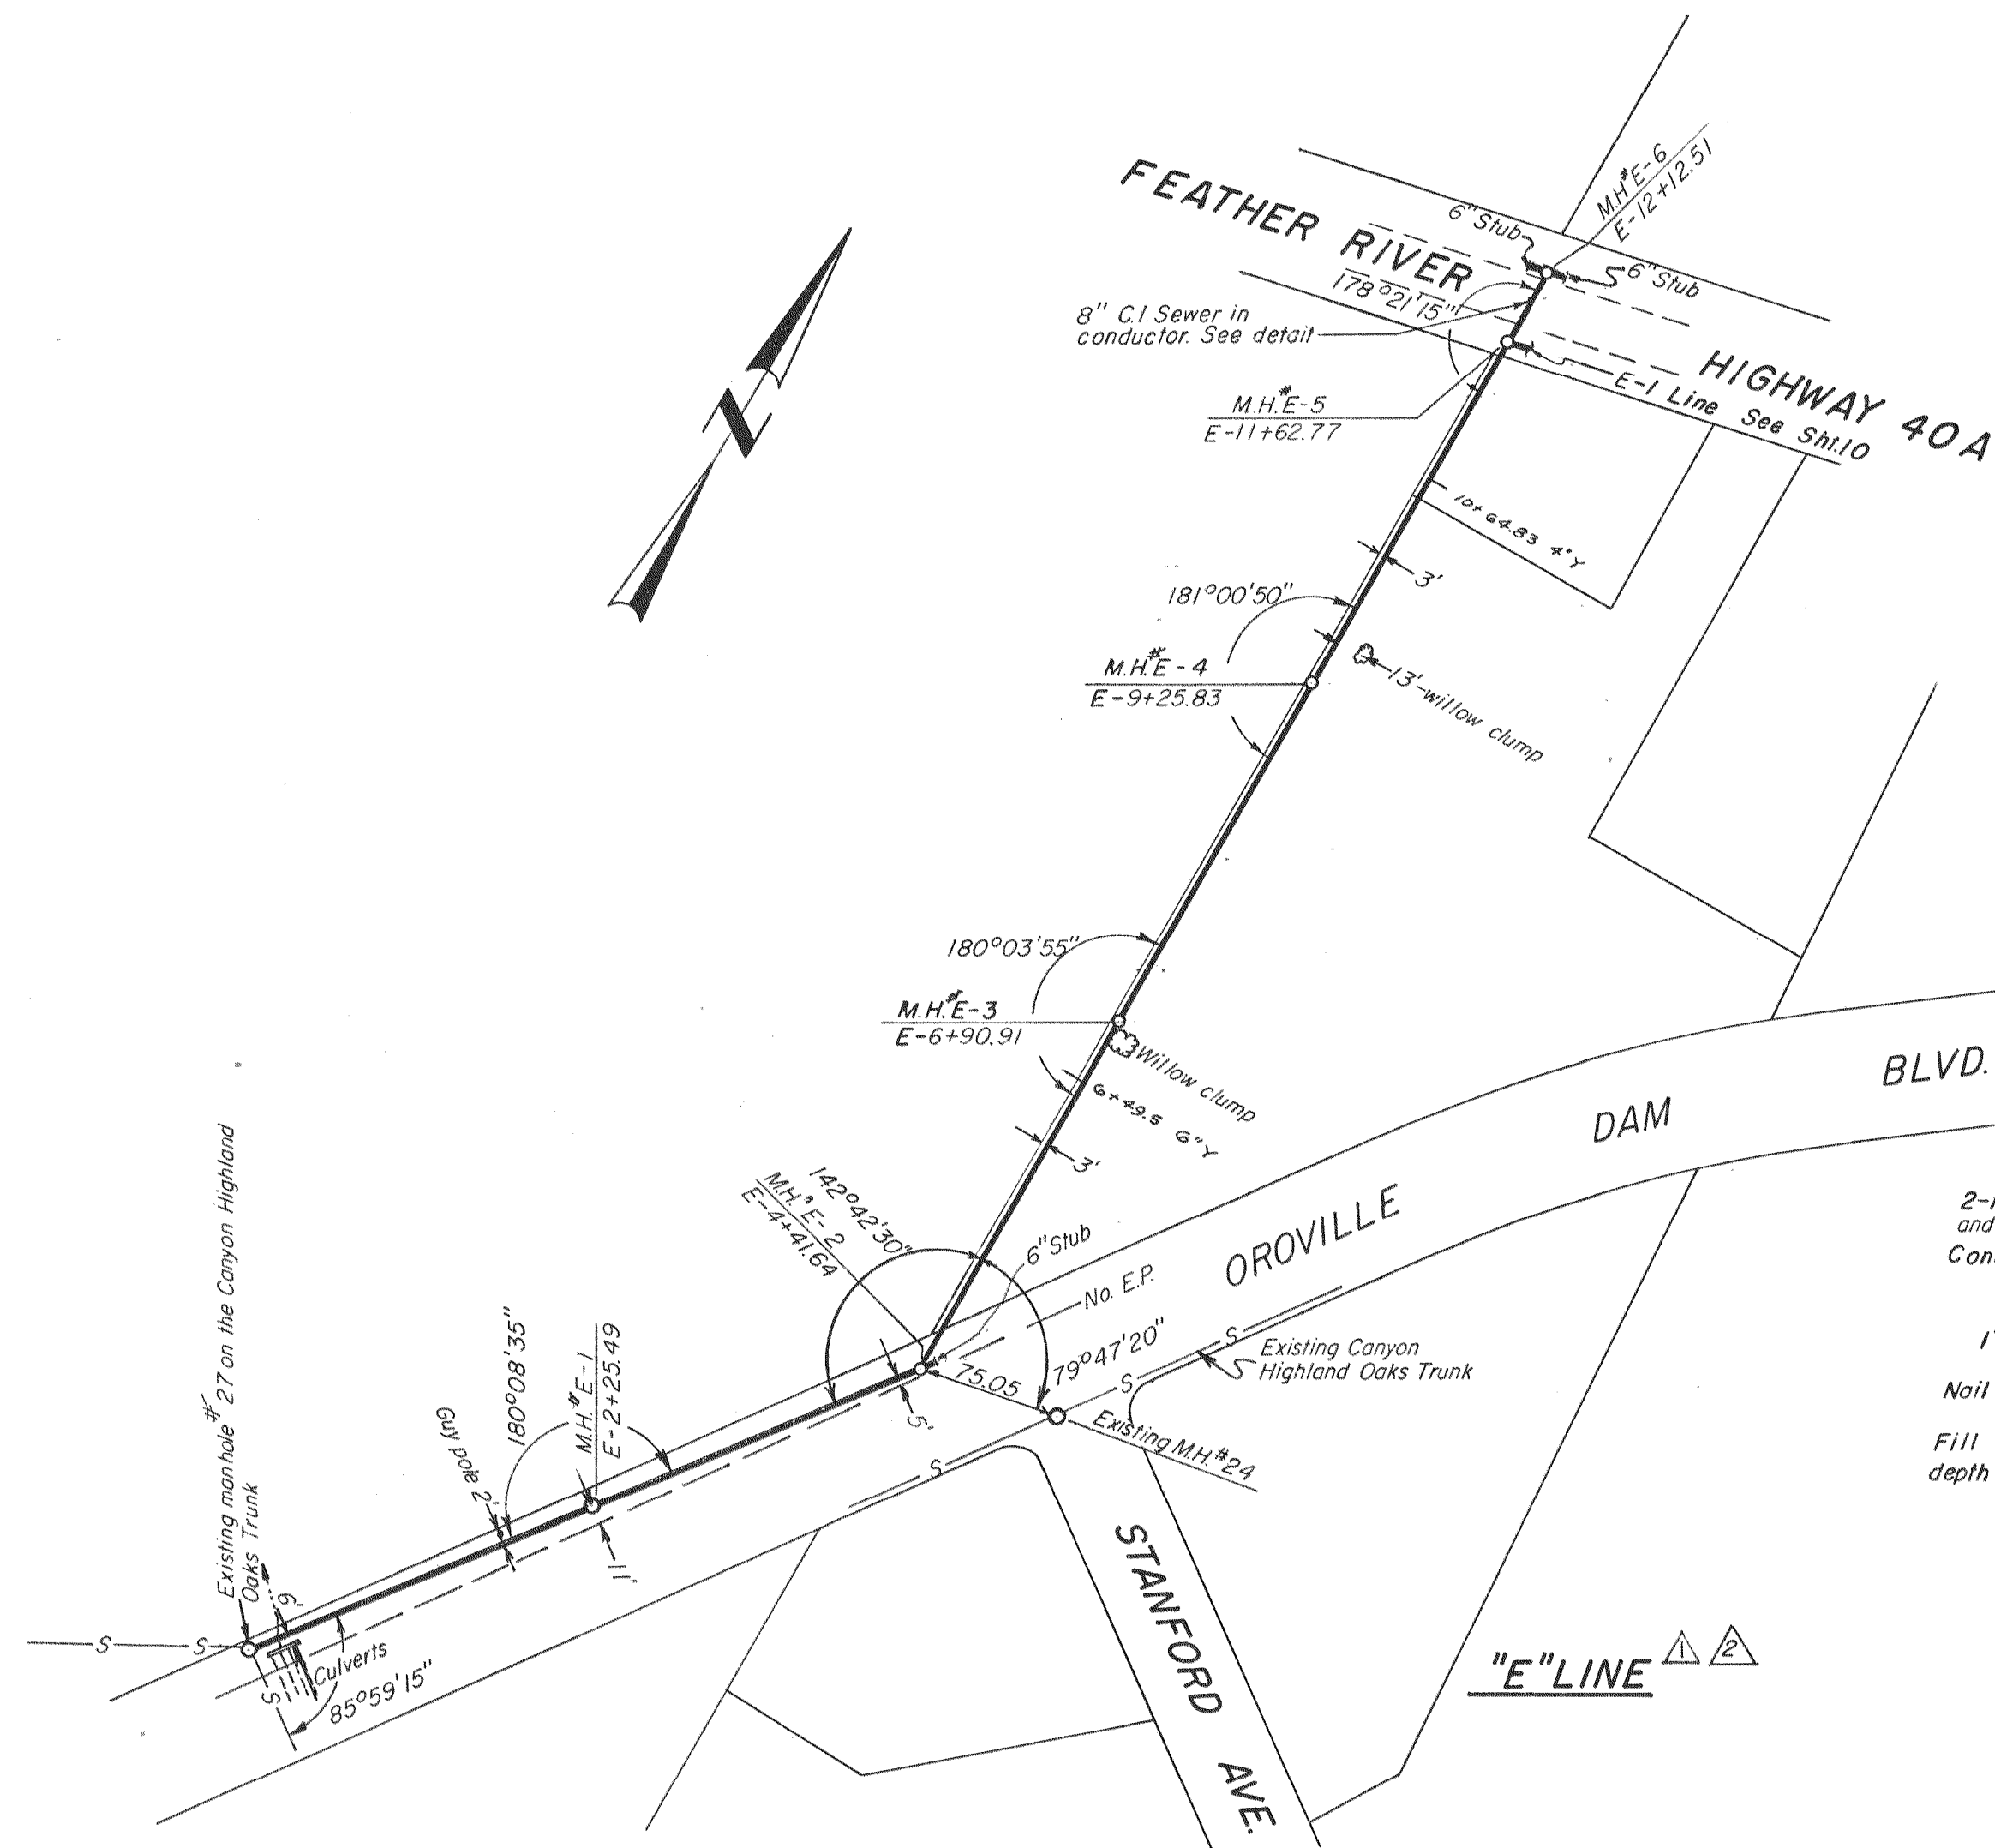 M.H.#E-6
E-12+12.51
FEATHER RIVER
6" Stub
6" Stub
178°21'15"
8" C.I. Sewer in
conductor. See detail
HIGHWAY 40A
E-1 Line See Sht.10
M.H.#E-5
E-11+62.77
10+64.83 4" Y
3'
181°00'50"
M.H.#E-4
E-9+25.83
13'-willow clump
N
180°03'55"
M.H.#E-3
E-6+90.91
Willow clump
6+49.5 6" Y
3'
BLVD.
DAM
OROVILLE
142°42'30"
M.H.# E-2
E-4+41.64
6" Stub
No. E.P.
79°47'20"
75.05
S
Existing Canyon
Highland Oaks Trunk
S
Existing M.H.#24
S
5'
180°08'35"
M.H.#E-1
E-2+25.49
Guy pole 2'
11'
Existing manhole # 27 on the Canyon Highland
Oaks Trunk
6'
S S
S
Culverts
85°59'15"
STANFORD AVE.
and
Nail
Fill
depth
"E" LINE 1 2